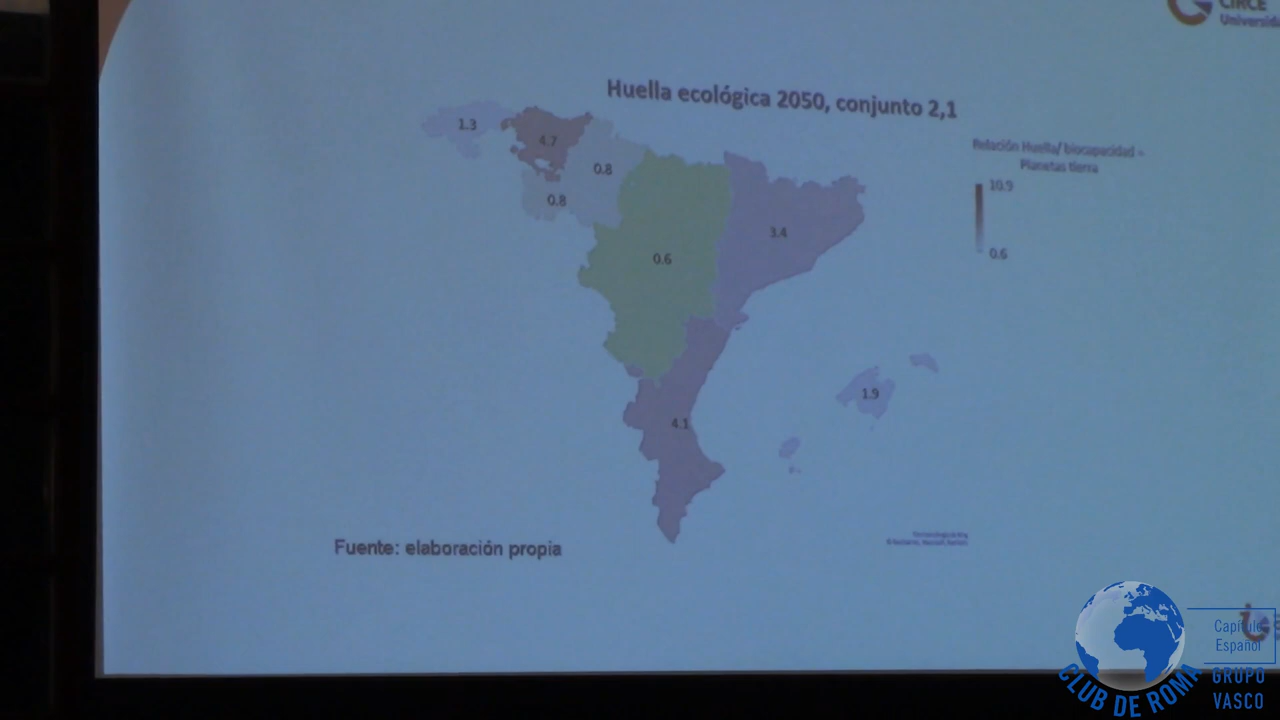 CIRCE
Huella ecológica 2050, conjunto 2,1
Relación Huella/ biocapacidad =
Planetas tierra
10.9
0.6
1.3
4.7
0.8
0.8
0.6
3.4
4.1
1.9
Fuente: elaboración propia
Capítulo
Español
GRUPO
VASCO
CLUB DE ROMA